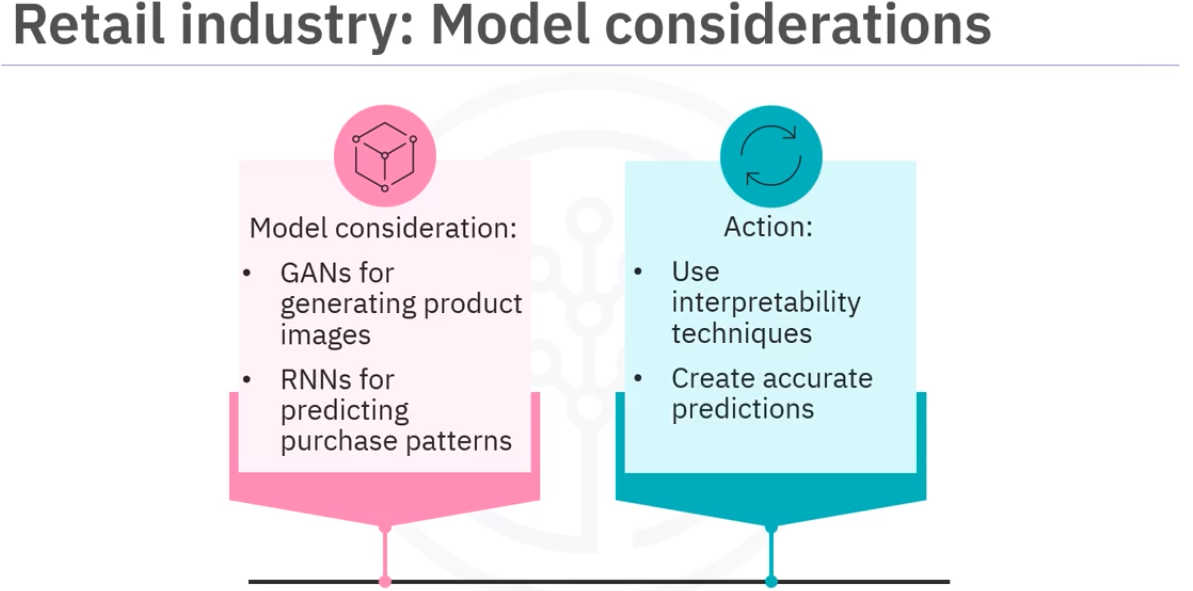 Retail industry: Model considerations
Model consideration:
• GANs for
generating product
images
• RNNs for
predicting
purchase patterns
Action:
• Use
interpretability
techniques
• Create accurate
predictions